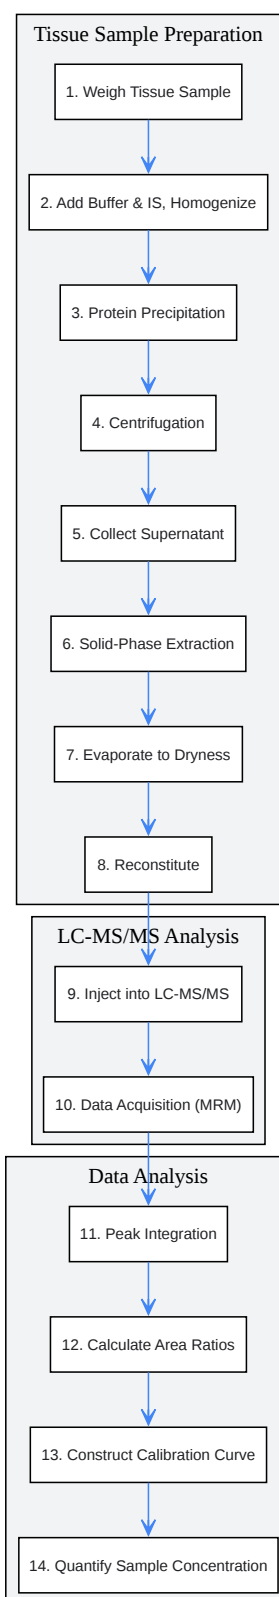 Tissue Sample Preparation
1. Weigh Tissue Sample
2. Add Buffer & IS, Homogenize
3. Protein Precipitation
4. Centrifugation
5. Collect Supernatant
6. Solid-Phase Extraction
7. Evaporate to Dryness
8. Reconstitute
LC-MS/MS Analysis
9. Inject into LC-MS/MS
10. Data Acquisition (MRM)
Data Analysis
11. Peak Integration
12. Calculate Area Ratios
13. Construct Calibration Curve
14. Quantify Sample Concentration